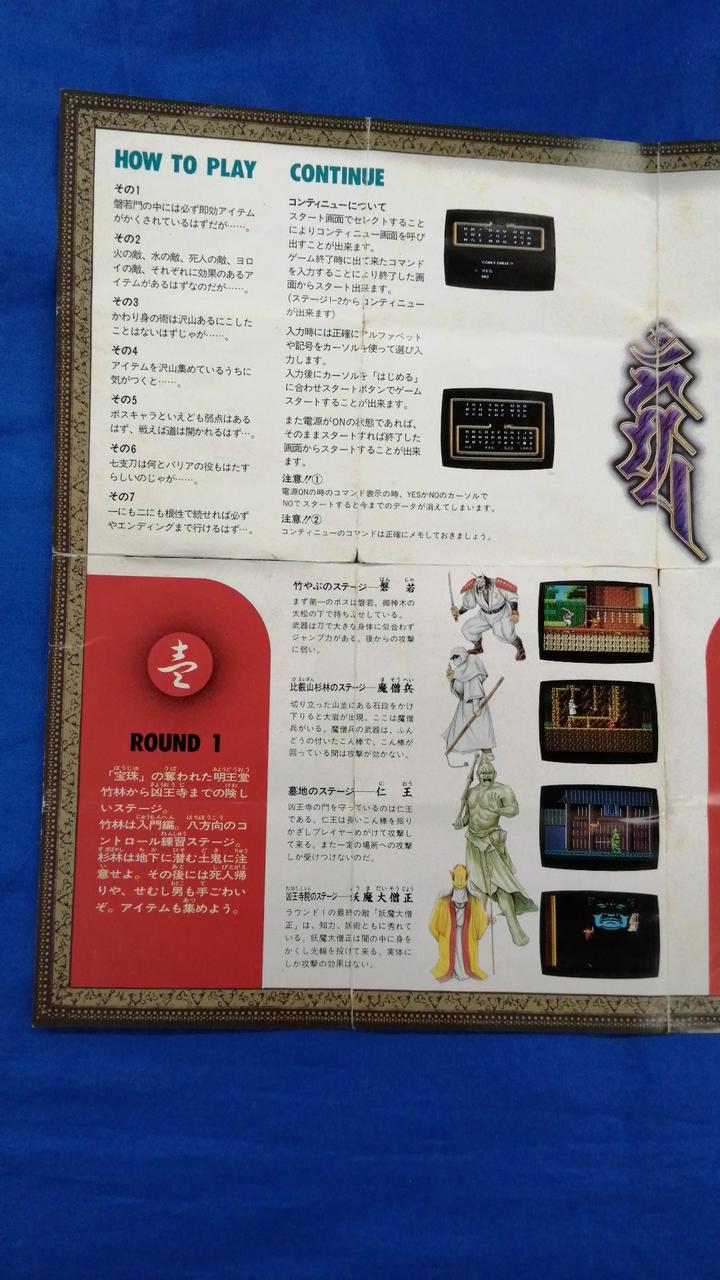 HOW TO PLAY
その1
磐若門の中には必ず即効アイテム
がかくされているはずだが……。
その2
火の敵、水の敵、死人の敵、ヨロ
イの敵、それぞれに効果のあるア
イテムがあるはずなのだが……。
その3
かわり身の術は沢山あるにこした
ことはないはずじゃが……。
その4
アイテムを沢山集めているうちに
気がつくと……。
その5
ボスキャラといえども弱点はある
はず、戦えば道は開かれるはず…。
その6
七支刀は何とバリアの役もはたす
らしいのじゃが……。
その7
一にも二にも根性で続せれば必ず
やエンディングまで行けるはず…。
CONTINUE
コンティニューについて
スタート画面でセレクトすること
によりコンティニュー画面を呼び
出すことが出来ます。
ゲーム終了時に出て来たコマンド
を入力することにより終了した画
面からスタート出来ます。
(ステージ1-2からコンティニュー
が出来ます)
入力時には正確にアルファベット
や記号をカーソルを使って選び入
力します。
入力後にカーソルを「はじめる」
に合わせスタートボタンでゲーム
スタートすることが出来ます。
また電源がONの状態であれば、
そのままスタートすれば終了した
画面からスタートすることが出来
ます。
注意!!①
電源ONの時のコマンド表示の時、YESかNOのカーソルで
NOでスタートすると今までのデータが消えてしまいます。
注意!!②
コンティニューのコマンドは正確にメモしておきましょう。
CONTINUE?
YES
NO
壱
ROUND 1
「宝珠」の奪われた明王堂
竹林から凶王寺までの険し
いステージ。
竹林は入門編。八方向のコ
ントロール練習ステージ。
杉林は地下に潜む土鬼に注
意せよ。その後には死人帰
りや、せむし男も手ごわい
ぞ。アイテムも集めよう。
竹やぶのステージ—磐若
まず第一のボスは磐若。御神木の
大松の下で待ちぶせしている。
武器は刀で大きな身体に似合わず
ジャンプ力がある。後からの攻撃
に弱い。
比叡山杉林のステージ—魔僧兵
切り立った山並にある石段をかけ
下りると大岩が出現。ここは魔僧
兵がいる。魔僧兵の武器は、ふん
どうの付いたこん棒で、こん棒が
回っている間は攻撃が効かない。
墓地のステージ—仁王
凶王寺の門を守っているのは仁王
である。仁王は長いこん棒を振り
かざしプレイヤーめがけて攻撃し
て来る。また一定の場所への攻撃
しか受けつけないのだ。
凶王寺院のステージ—妖魔大僧正
ラウンド1の最終の敵「妖魔大僧
正」は、知力、妖術ともに秀れて
いる。妖魔大僧正は闇の中に身を
かくし光輪を投げて来る。実体に
しか攻撃の効果はない。